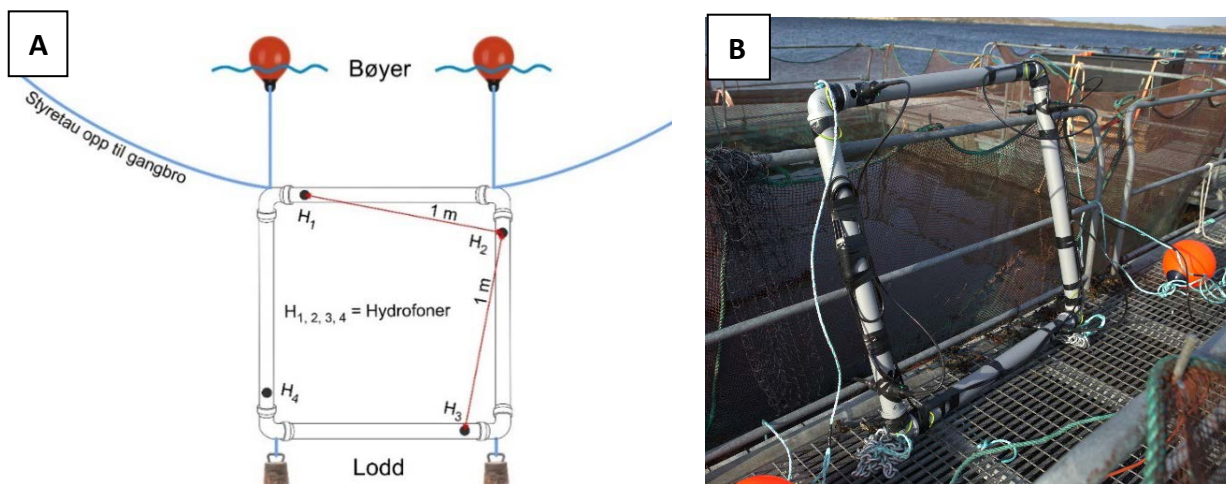 A
Bøyer
Styretau opp til gangbro
H1
1 m
H2
1 m
H1, 2, 3, 4 = Hydrofoner
H4
H3
Lodd
B